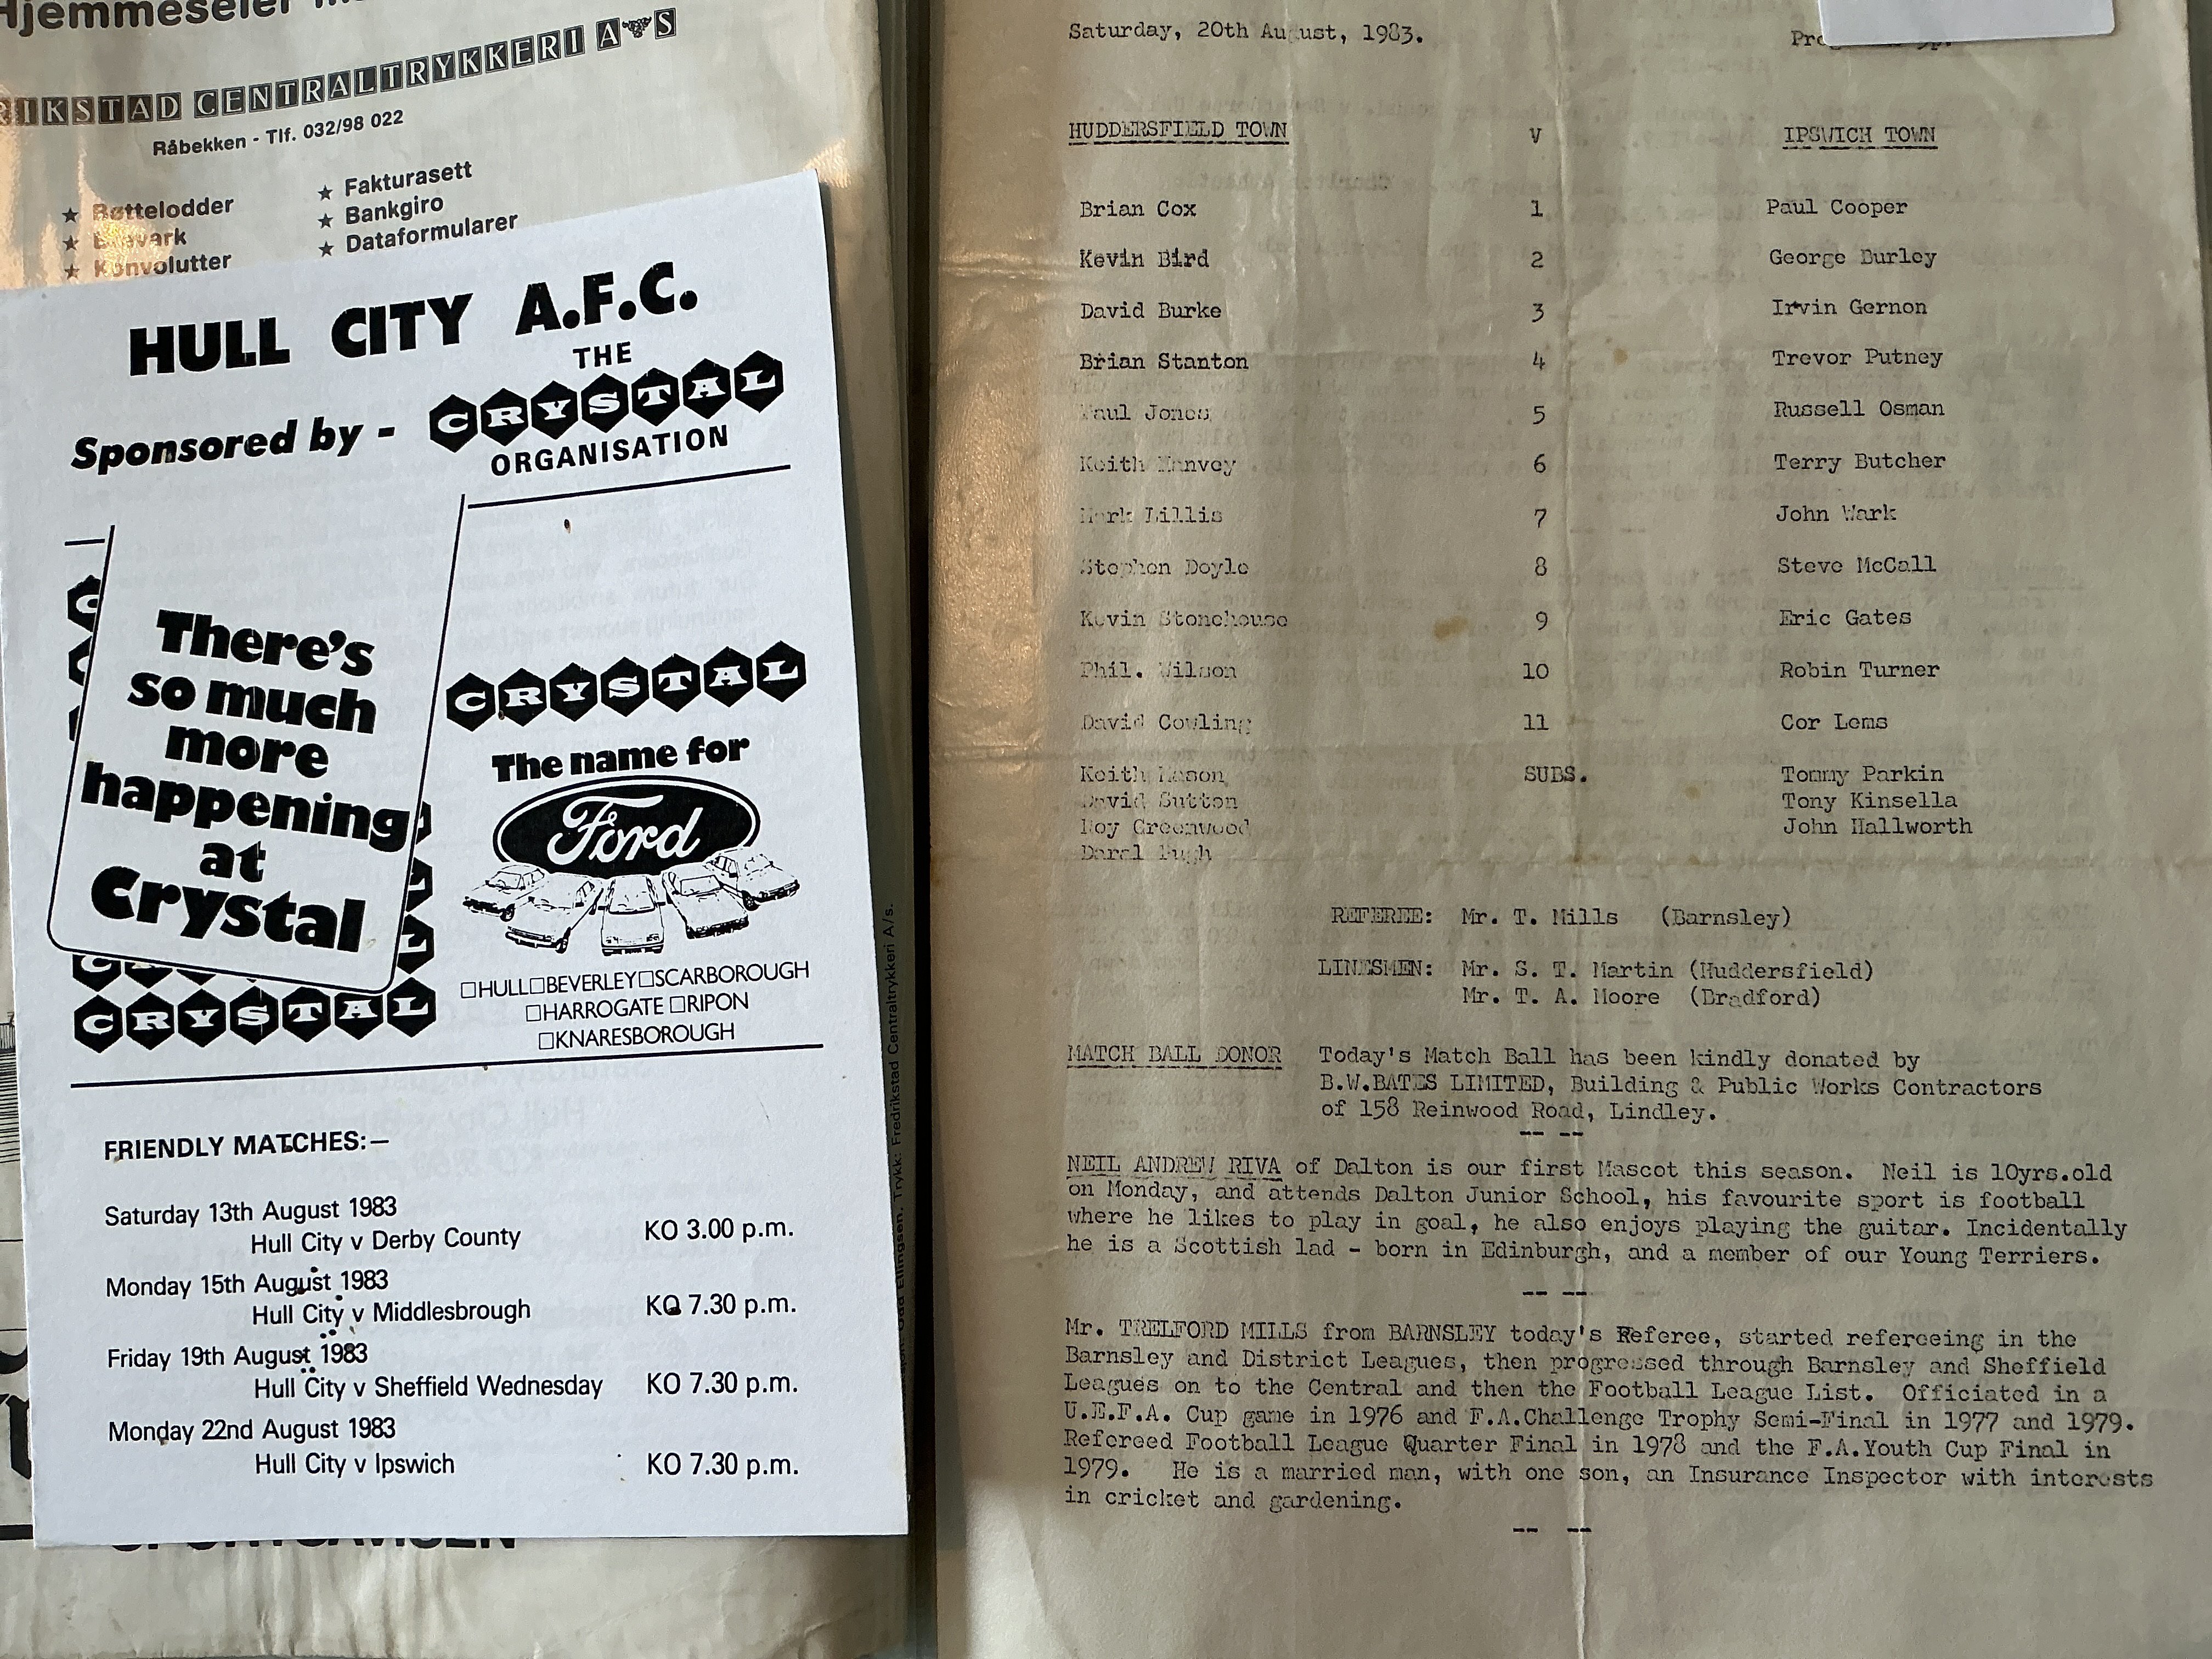 Hjemmeseier
RIKSTAD CENTRALTRYKKERI A S
Råbekken - Tlf. 032/98 022
★ Røttelodder
★ Brevark
★ Konvolutter
★ Fakturasett
★ Bankgiro
★ Dataformularer
HULL CITY A.F.C.
THE
Sponsored by - CRYSTAL
ORGANISATION
There's
so much
more
happening
at
Crystal
CRYSTAL
CRYSTAL
The name for
Ford
□HULL□BEVERLEY□SCARBOROUGH
□HARROGATE □RIPON
□KNARESBOROUGH
FRIENDLY MATCHES:—
Saturday 13th August 1983
Hull City v Derby County KO 3.00 p.m.
Monday 15th August 1983
Hull City v Middlesbrough KO 7.30 p.m.
Friday 19th August 1983
Hull City v Sheffield Wednesday KO 7.30 p.m.
Monday 22nd August 1983
Hull City v Ipswich KO 7.30 p.m.
Trykk: Fredrikstad Centraltrykkeri A/s.
Saturday, 20th August, 1983.
HUDDERSFIELD TOWN V IPSWICH TOWN
Brian Cox 1 Paul Cooper
Kevin Bird 2 George Burley
David Burke 3 Irvin Gernon
Brian Stanton 4 Trevor Putney
Paul Jones 5 Russell Osman
Keith Hanvey 6 Terry Butcher
Mark Lillis 7 John Wark
Stephen Doyle 8 Steve McCall
Kevin Stonehouse 9 Eric Gates
Phil. Wilson 10 Robin Turner
David Cowling 11 Cor Lems
Keith Mason SUBS. Tommy Parkin
David Sutton Tony Kinsella
Roy Greenwood John Hallworth
Daral Pugh
REFEREE: Mr. T. Mills (Barnsley)
LINESMEN: Mr. S. T. Martin (Huddersfield)
Mr. T. A. Moore (Bradford)
MATCH BALL DONOR Today's Match Ball has been kindly donated by
B.W.BATES LIMITED, Building & Public Works Contractors
of 158 Reinwood Road, Lindley.
-- --
NEIL ANDREW RIVA of Dalton is our first Mascot this season. Neil is 10yrs.old
on Monday, and attends Dalton Junior School, his favourite sport is football
where he likes to play in goal, he also enjoys playing the guitar. Incidentally
he is a Scottish lad - born in Edinburgh, and a member of our Young Terriers.
-- --
Mr. TRELFORD MILLS from BARNSLEY today's Referee, started refereeing in the
Barnsley and District Leagues, then progressed through Barnsley and Sheffield
Leagues on to the Central and then the Football League List. Officiated in a
U.E.F.A. Cup game in 1976 and F.A.Challenge Trophy Semi-Final in 1977 and 1979.
Refereed Football League Quarter Final in 1978 and the F.A.Youth Cup Final in
1979. He is a married man, with one son, an Insurance Inspector with interests
in cricket and gardening.
-- --